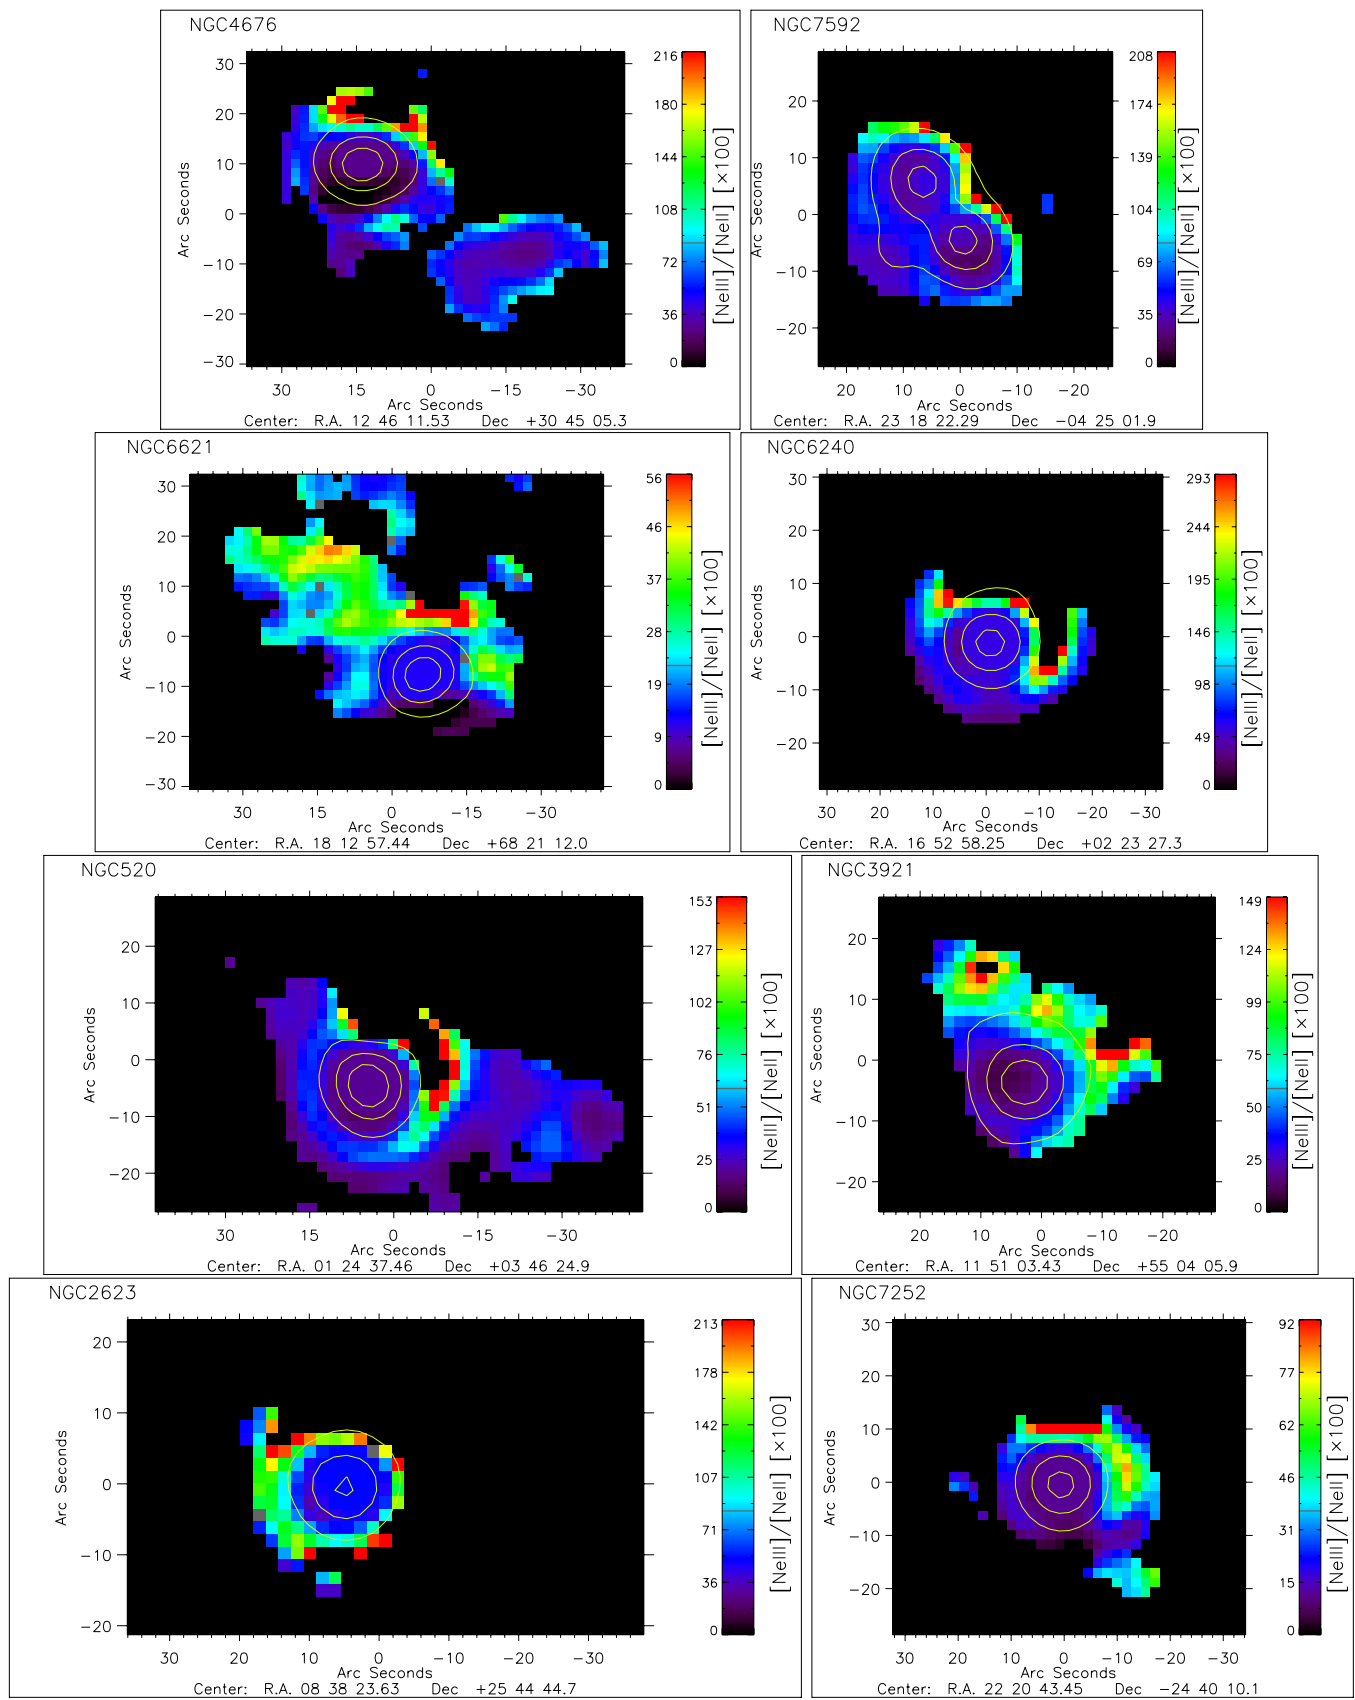 NGC4676
30
20
10
0
−10
−20
−30
Arc Seconds
30 15 0 −15 −30
Arc Seconds
Center: R.A. 12 46 11.53 Dec +30 45 05.3
216
180
144
108
72
36
0
[NeIII]/[NeII] [×100]
NGC7592
20
10
0
−10
−20
Arc Seconds
20 10 0 −10 −20
Arc Seconds
Center: R.A. 23 18 22.29 Dec −04 25 01.9
208
174
139
104
69
35
0
[NeIII]/[NeII] [×100]
NGC6621
30
20
10
0
−10
−20
−30
Arc Seconds
30 15 0 −15 −30
Arc Seconds
Center: R.A. 18 12 57.44 Dec +68 21 12.0
56
46
37
28
19
9
0
[NeIII]/[NeII] [×100]
NGC6240
30
20
10
0
−10
−20
Arc Seconds
30 20 10 0 −10 −20 −30
Arc Seconds
Center: R.A. 16 52 58.25 Dec +02 23 27.3
293
244
195
146
98
49
0
[NeIII]/[NeII] [×100]
NGC520
20
10
0
−10
−20
Arc Seconds
30 15 0 −15 −30
Arc Seconds
Center: R.A. 01 24 37.46 Dec +03 46 24.9
153
127
102
76
51
25
0
[NeIII]/[NeII] [×100]
NGC3921
20
10
0
−10
−20
Arc Seconds
20 10 0 −10 −20
Arc Seconds
Center: R.A. 11 51 03.43 Dec +55 04 05.9
149
124
99
75
50
25
0
[NeIII]/[NeII] [×100]
NGC2623
20
10
0
−10
−20
Arc Seconds
30 20 10 0 −10 −20 −30
Arc Seconds
Center: R.A. 08 38 23.63 Dec +25 44 44.7
213
178
142
107
71
36
0
[NeIII]/[NeII] [×100]
NGC7252
30
20
10
0
−10
−20
Arc Seconds
30 20 10 0 −10 −20 −30
Arc Seconds
Center: R.A. 22 20 43.45 Dec −24 40 10.1
92
77
62
46
31
15
0
[NeIII]/[NeII] [×100]